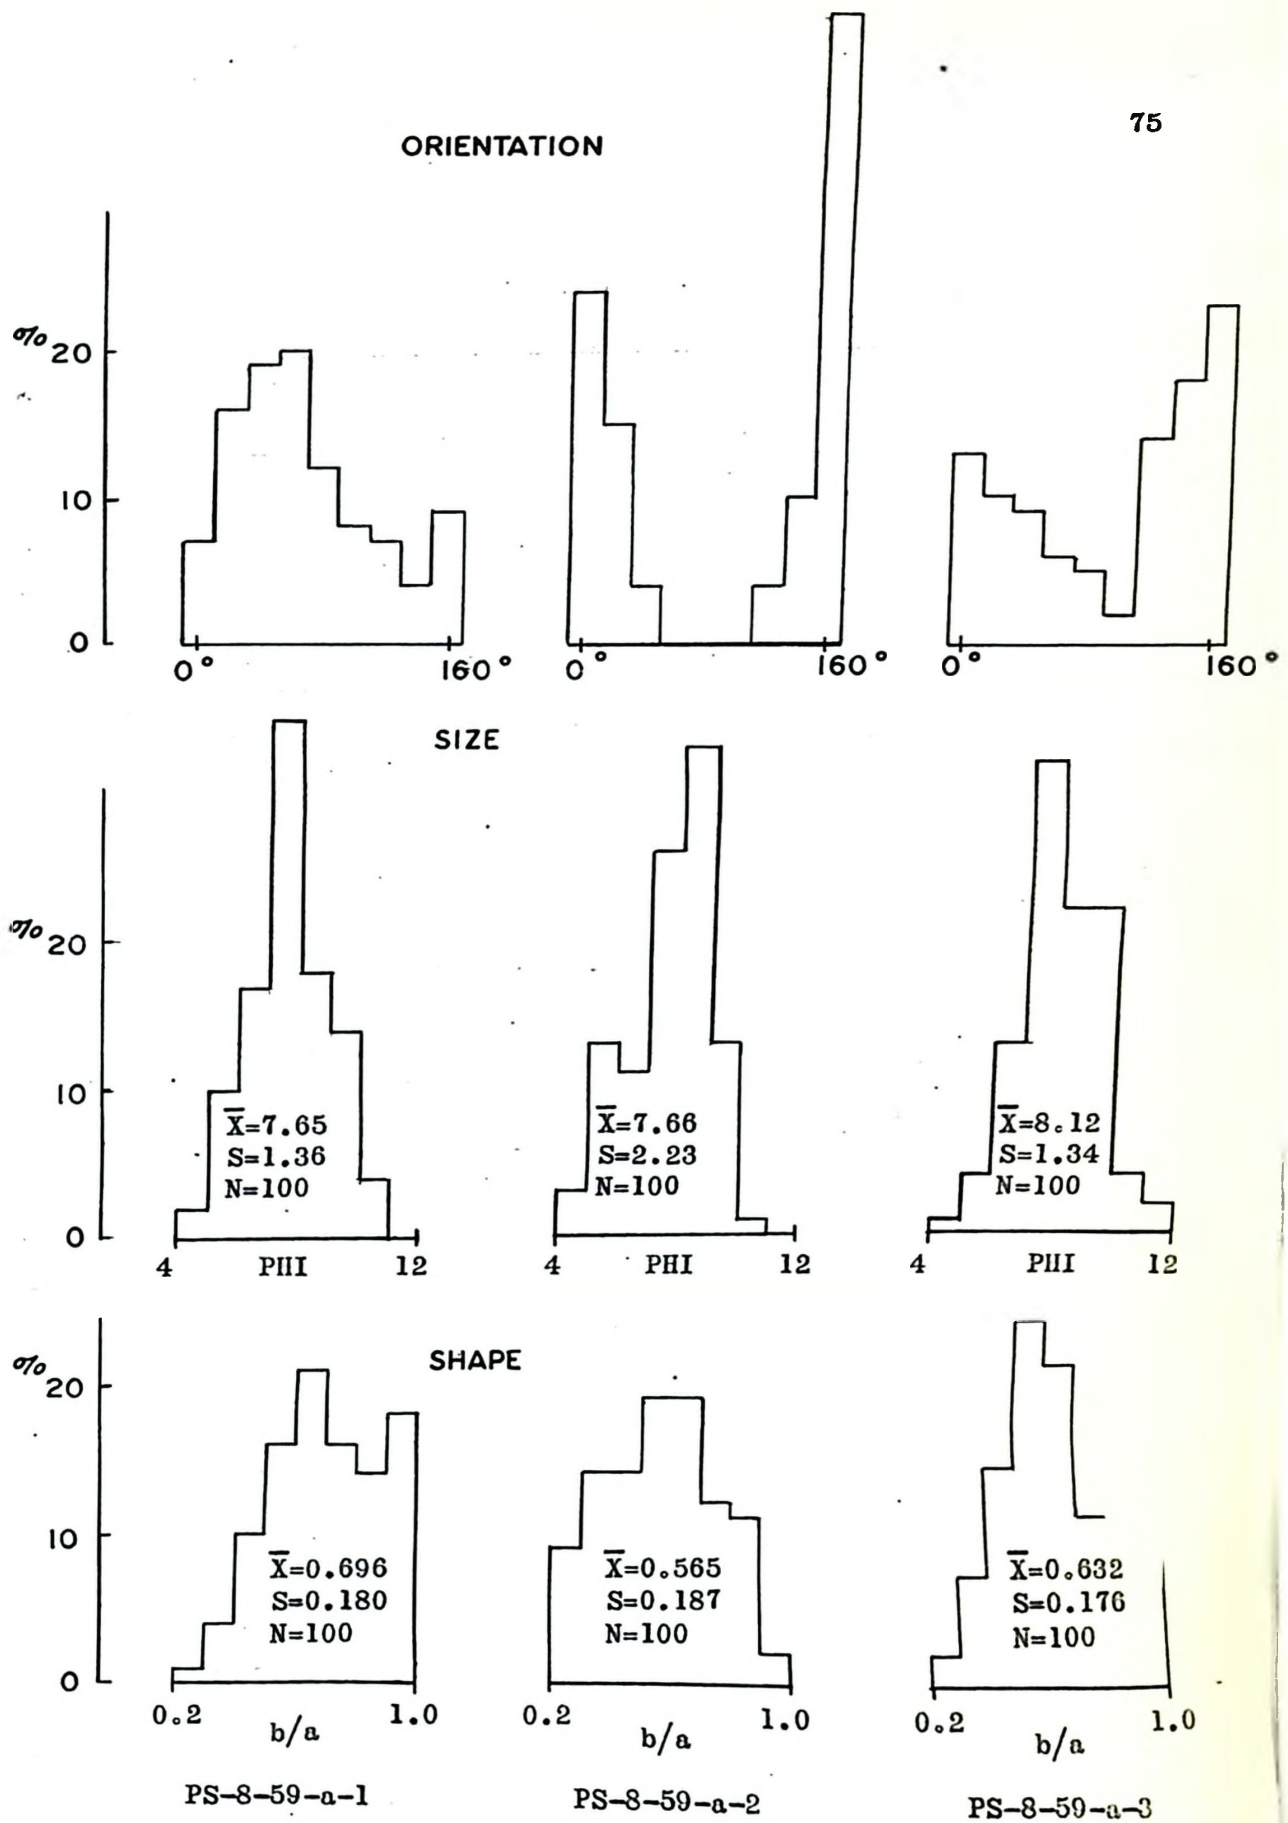 75
ORIENTATION
%
20
10
0
0° 160° 0° 160° 0° 160°
SIZE
%
20
10
0
X̅=7.65 X̅=7.66 X̅=8.12
S=1.36 S=2.23 S=1.34
N=100 N=100 N=100
4 PHI 12 4 PHI 12 4 PHI 12
SHAPE
%
20
10
0
X̅=0.696 X̅=0.565 X̅=0.632
S=0.180 S=0.187 S=0.176
N=100 N=100 N=100
0.2 b/a 1.0 0.2 b/a 1.0 0.2 b/a 1.0
PS-8-59-a-1 PS-8-59-a-2 PS-8-59-a-3